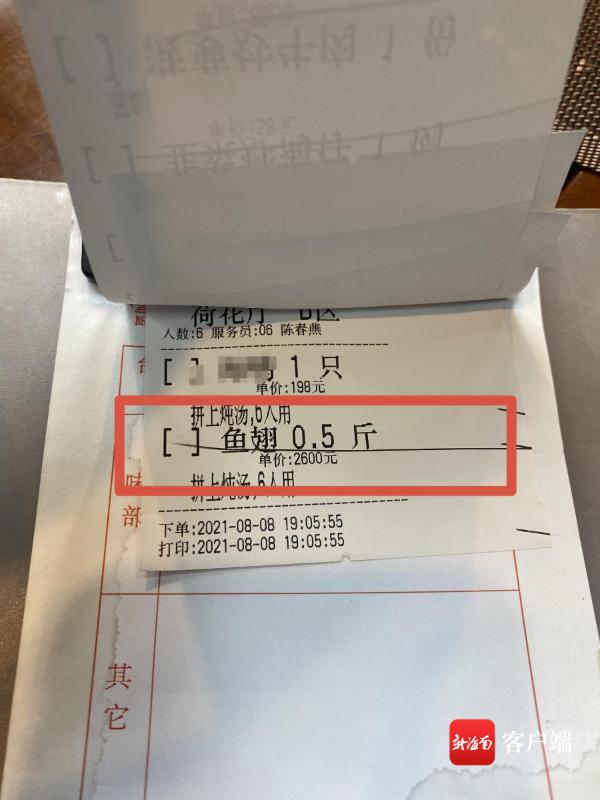 荷花厅 B区
人数:6 服务员:06 陈春燕
[ ] 1 只
单价:198元
拼上炖汤,6人用
[ ] 鱼翅 0.5 斤
单价:2600元
拼上炖汤,6人用
下单:2021-08-08 19:05:55
打印:2021-08-08 19:05:55
味
部
其
它
新海南 客户端